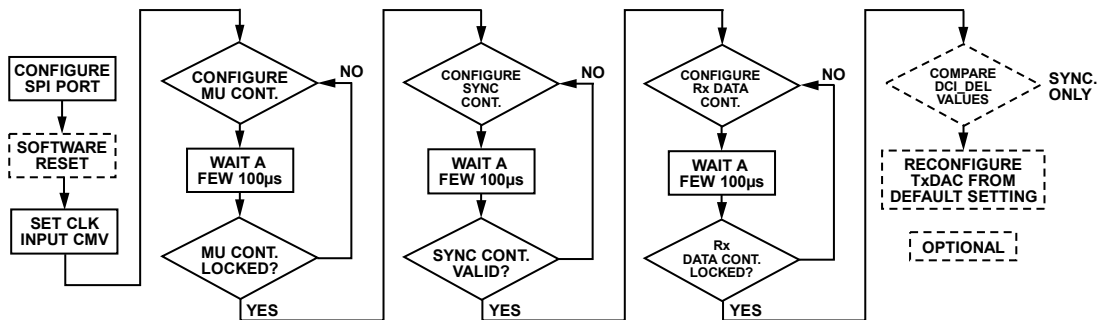 CONFIGURE
SPI PORT
SOFTWARE
RESET
SET CLK
INPUT CMV
CONFIGURE
MU CONT.
NO
WAIT A
FEW 100µs
MU CONT.
LOCKED?
YES
CONFIGURE
SYNC
CONT.
NO
WAIT A
FEW 100µs
SYNC CONT.
VALID?
YES
CONFIGURE
Rx DATA
CONT.
NO
WAIT A
FEW 100µs
Rx
DATA CONT.
LOCKED?
YES
COMPARE
DCI_DEL
VALUES
SYNC.
ONLY
RECONFIGURE
TxDAC FROM
DEFAULT SETTING
OPTIONAL